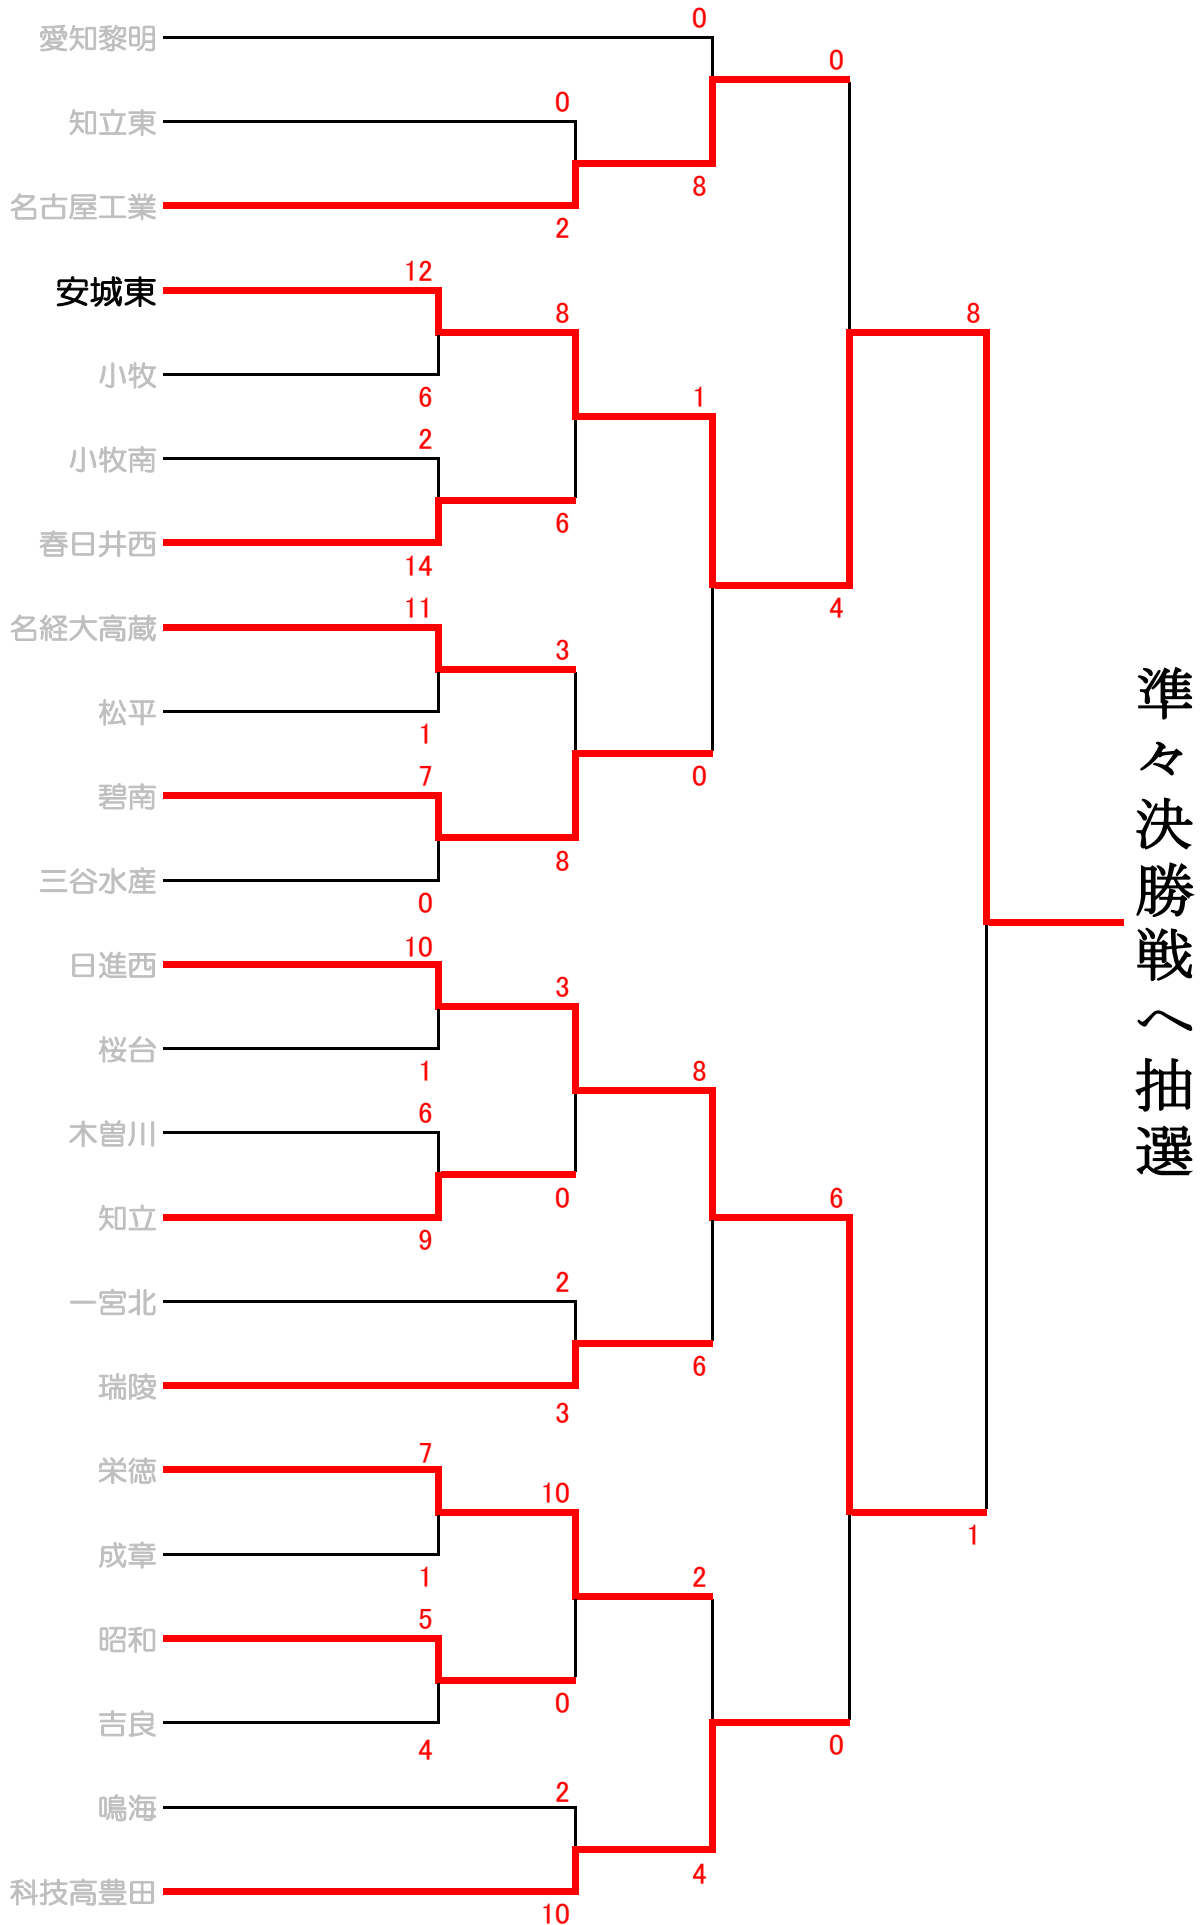 0
愛知黎明
0
0
知立東
8
名古屋工業
2
12
安城東
8
8
小牧
6
1
2
小牧南
6
春日井西
14
11
名経大高蔵
4
3
松平
1
7
0
碧南
8
三谷水産
0
10
日進西
3
桜台
1
8
6
木曽川
0
6
知立
9
2
一宮北
6
瑞陵
3
7
栄徳
10
1
成章
1
2
5
昭和
0
吉良
4
0
2
鳴海
4
科技高豊田
10
準々決勝戦へ抽選